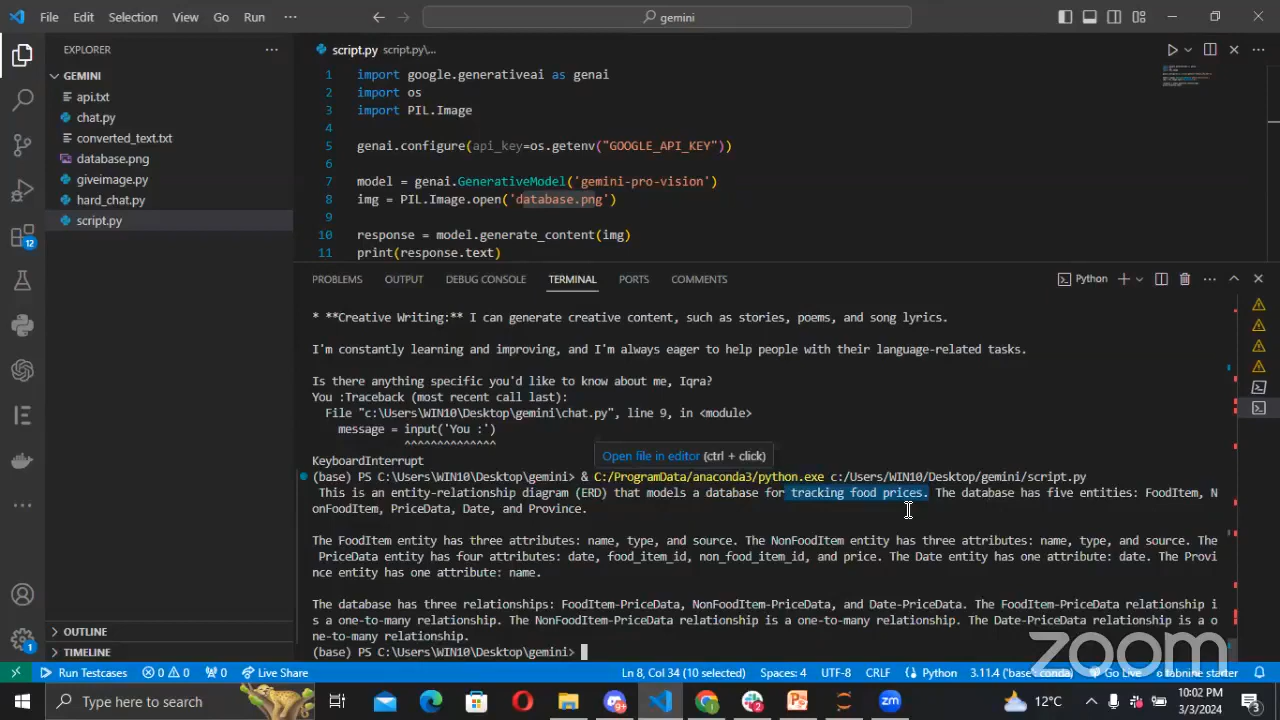 File Edit Selection View Go Run ··· gemini
EXPLORER ···
GEMINI
api.txt
chat.py
converted_text.txt
database.png
giveimage.py
hard_chat.py
script.py
12
OUTLINE
TIMELINE
1
script.py script.py\...
1 import google.generativeai as genai
2 import os
3 import PIL.Image
4
5 genai.configure(api_key=os.getenv("GOOGLE_API_KEY"))
6
7 model = genai.GenerativeModel('gemini-pro-vision')
8 img = PIL.Image.open('database.png')
9
10 response = model.generate_content(img)
11 print(response.text)
PROBLEMS OUTPUT DEBUG CONSOLE TERMINAL PORTS COMMENTS Python
* **Creative Writing:** I can generate creative content, such as stories, poems, and song lyrics.
I'm constantly learning and improving, and I'm always eager to help people with their language-related tasks.
Is there anything specific you'd like to know about me, Iqra?
You :Traceback (most recent call last):
File "c:\Users\WIN10\Desktop\gemini\chat.py", line 9, in <module>
message = input('You :')
^^^^^^^^^^^^^^
Open file in editor (ctrl + click)
KeyboardInterrupt
(base) PS C:\Users\WIN10\Desktop\gemini> & C:/ProgramData/anaconda3/python.exe c:/Users/WIN10/Desktop/gemini/script.py
This is an entity-relationship diagram (ERD) that models a database for tracking food prices. The database has five entities: FoodItem, N
onFoodItem, PriceData, Date, and Province.
The FoodItem entity has three attributes: name, type, and source. The NonFoodItem entity has three attributes: name, type, and source. The
PriceData entity has four attributes: date, food_item_id, non_food_item_id, and price. The Date entity has one attribute: date. The Provi
nce entity has one attribute: name.
The database has three relationships: FoodItem-PriceData, NonFoodItem-PriceData, and Date-PriceData. The FoodItem-PriceData relationship i
s a one-to-many relationship. The NonFoodItem-PriceData relationship is a one-to-many relationship. The Date-PriceData relationship is a o
ne-to-many relationship.
(base) PS C:\Users\WIN10\Desktop\gemini>
zoom
Run Testcases 0 0 0 Live Share Ln 8, Col 34 (10 selected) Spaces: 4 UTF-8 CRLF Python 3.11.4 ('base': conda) Go Live tabnine starter
Type here to search 12°C 10:02 PM
3/3/2024 3